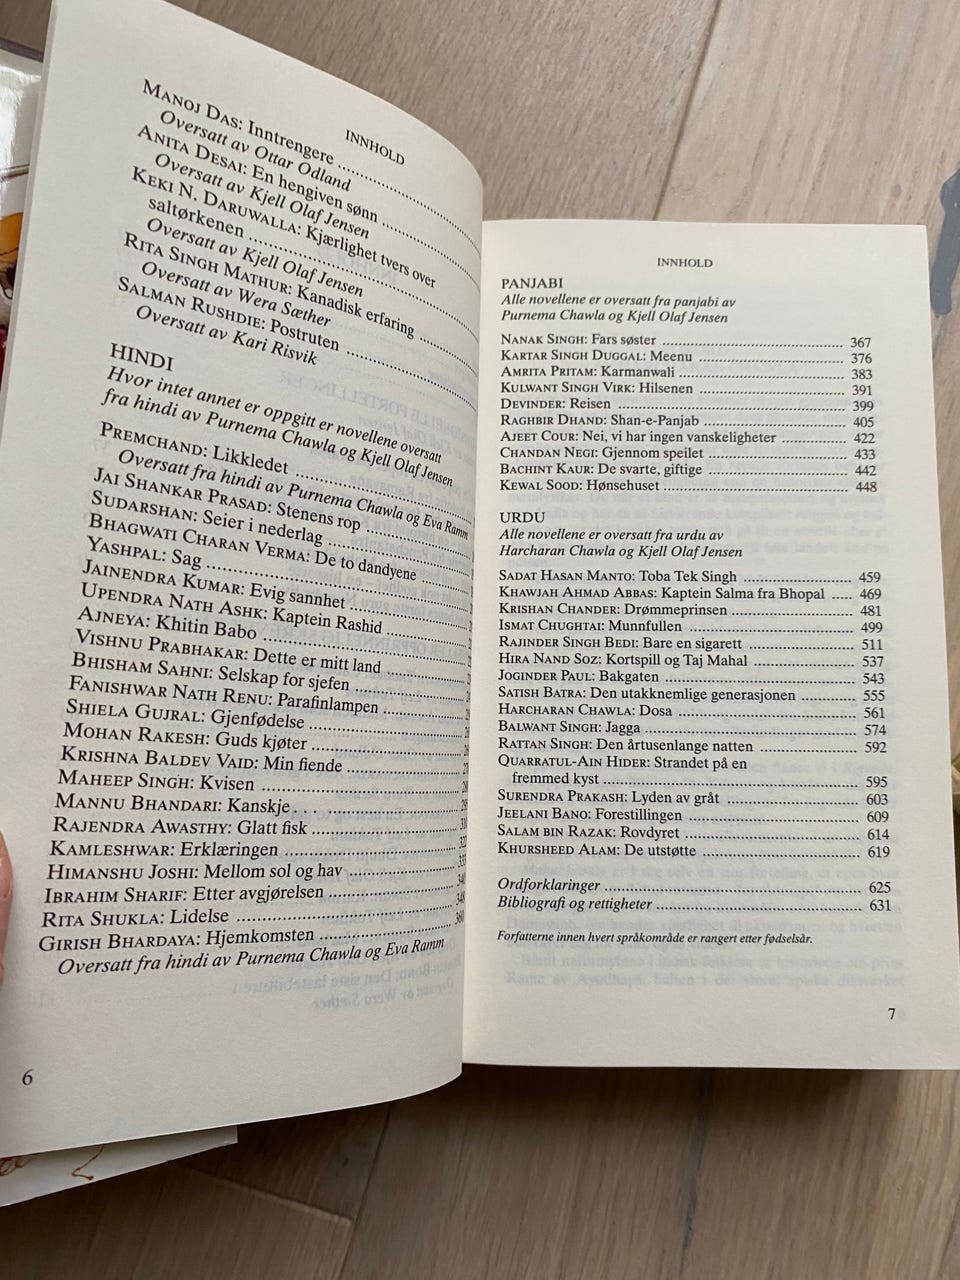 INNHOLD
MANOJ DAS: Inntrengere
Oversatt av Ottar Odland
ANITA DESAI: En hengiven sønn
Oversatt av Kjell Olaf Jensen
KEKI N. DARUWALLA: Kjærlighet tvers over
saltørkenen
Oversatt av Kjell Olaf Jensen
RITA SINGH MATHUR: Kanadisk erfaring
Oversatt av Wera Sæther
SALMAN RUSHDIE: Postruten
Oversatt av Kari Risvik
HINDI
Hvor intet annet er oppgitt er novellene oversatt
fra hindi av Purnema Chawla og Kjell Olaf Jensen
PREMCHAND: Likkledet
Oversatt fra hindi av Purnema Chawla og Eva Ramm
JAI SHANKAR PRASAD: Stenens rop
SUDARSHAN: Seier i nederlag
BHAGWATI CHARAN VERMA: De to dandyene
YASHPAL: Sag
JAINENDRA KUMAR: Evig sannhet
UPENDRA NATH ASHK: Kaptein Rashid
AJNEYA: Khitin Babo
VISHNU PRABHAKAR: Dette er mitt land
BHISHAM SAHNI: Selskap for sjefen
FANISHWAR NATH RENU: Parafinlampen
SHIELA GUJRAL: Gjenfødelse
MOHAN RAKESH: Guds kjøter
KRISHNA BALDEV VAID: Min fiende
MAHEEP SINGH: Kvisen
MANNU BHANDARI: Kanskje
RAJENDRA AWASTHY: Glatt fisk
KAMLESHWAR: Erklæringen
HIMANSHU JOSHI: Mellom sol og hav 333
IBRAHIM SHARIF: Etter avgjørelsen
RITA SHUKLA: Lidelse
GIRISH BHARDAYA: Hjemkomsten 360
Oversatt fra hindi av Purnema Chawla og Eva Ramm
6
INNHOLD
PANJABI
Alle novellene er oversatt fra panjabi av
Purnema Chawla og Kjell Olaf Jensen
NANAK SINGH: Fars søster 367
KARTAR SINGH DUGGAL: Meenu 376
AMRITA PRITAM: Karmanwali 383
KULWANT SINGH VIRK: Hilsenen 391
DEVINDER: Reisen 399
RAGHBIR DHAND: Shan-e-Panjab 405
AJEET COUR: Nei, vi har ingen vanskeligheter 422
CHANDAN NEGI: Gjennom speilet 433
BACHINT KAUR: De svarte, giftige 442
KEWAL SOOD: Hønsehuset 448
URDU
Alle novellene er oversatt fra urdu av
Harcharan Chawla og Kjell Olaf Jensen
SADAT HASAN MANTO: Toba Tek Singh 459
KHAWJAH AHMAD ABBAS: Kaptein Salma fra Bhopal 469
KRISHAN CHANDER: Drømmeprinsen 481
ISMAT CHUGHTAI: Munnfullen 499
RAJINDER SINGH BEDI: Bare en sigarett 511
HIRA NAND SOZ: Kortspill og Taj Mahal 537
JOGINDER PAUL: Bakgaten 543
SATISH BATRA: Den utakknemlige generasjonen 555
HARCHARAN CHAWLA: Dosa 561
BALWANT SINGH: Jagga 574
RATTAN SINGH: Den årtusenlange natten 592
QUARRATUL-AIN HIDER: Strandet på en
fremmed kyst 595
SURENDRA PRAKASH: Lyden av gråt 603
JEELANI BANO: Forestillingen 609
SALAM BIN RAZAK: Rovdyret 614
KHURSHEED ALAM: De utstøtte 619
Ordforklaringer 625
Bibliografi og rettigheter 631
Forfatterne innen hvert språkområde er rangert etter fødselsår.
7